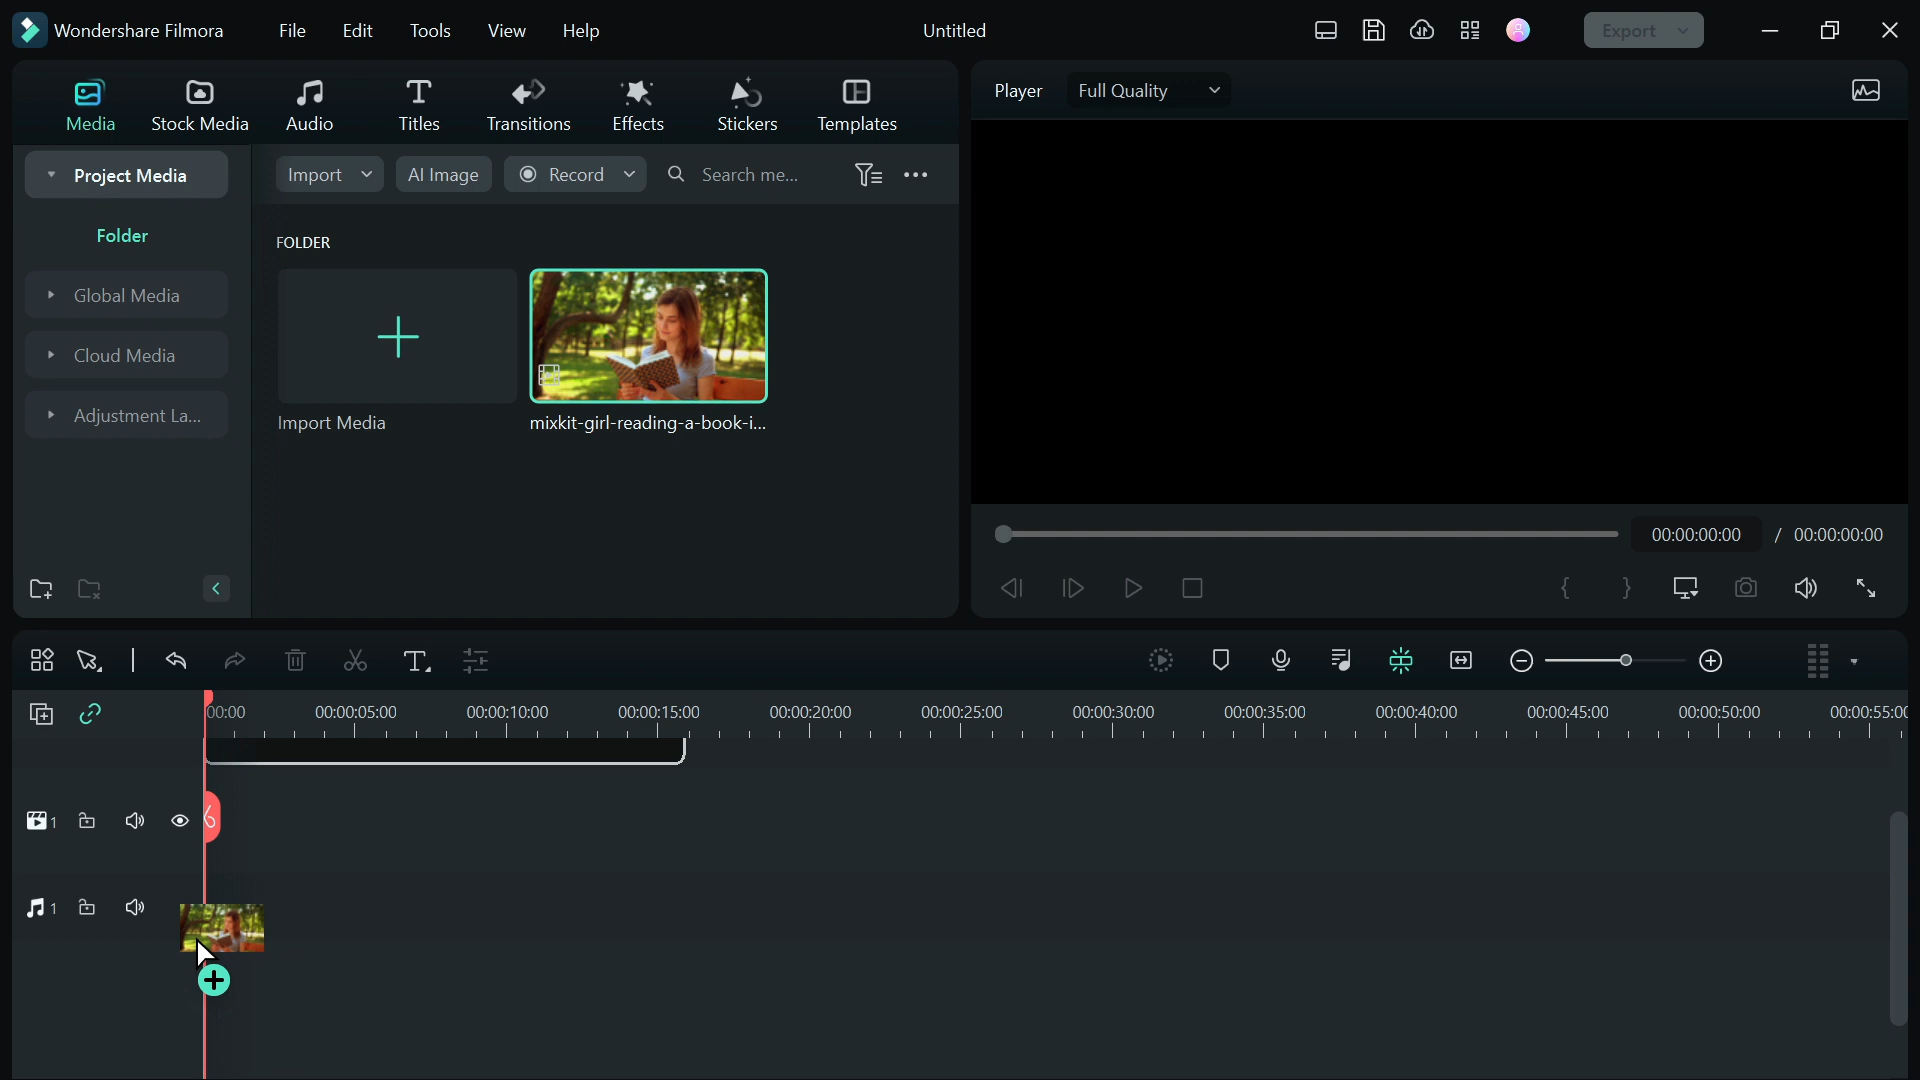 Wondershare Filmora
File
Edit
Tools
View
Help
Untitled
Export
Media
Stock Media
Audio
Titles
Transitions
Effects
Stickers
Templates
Player
Full Quality
Project Media
Folder
Global Media
Cloud Media
Adjustment La...
Import
AI Image
Record
Search me...
FOLDER
Import Media
mixkit-girl-reading-a-book-i...
00:00:00:00
/
00:00:00:00
{
}
00:00
00:00:05:00
00:00:10:00
00:00:15:00
00:00:20:00
00:00:25:00
00:00:30:00
00:00:35:00
00:00:40:00
00:00:45:00
00:00:50:00
00:00:55:00
1
1